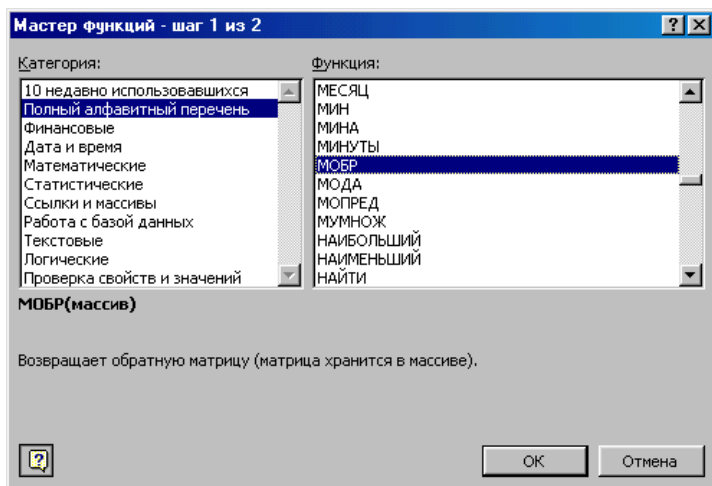 Мастер функций - шаг 1 из 2
Категория:
10 недавно использовавшихся
Полный алфавитный перечень
Финансовые
Дата и время
Математические
Статистические
Ссылки и массивы
Работа с базой данных
Текстовые
Логические
Проверка свойств и значений
Функция:
МЕСЯЦ
МИН
МИНА
МИНУТЫ
МОБР
МОДА
МОПРЕД
МУМНОЖ
НАИБОЛЬШИЙ
НАИМЕНЬШИЙ
НАЙТИ
МОБР(массив)
Возвращает обратную матрицу (матрица хранится в массиве).
ОК
Отмена